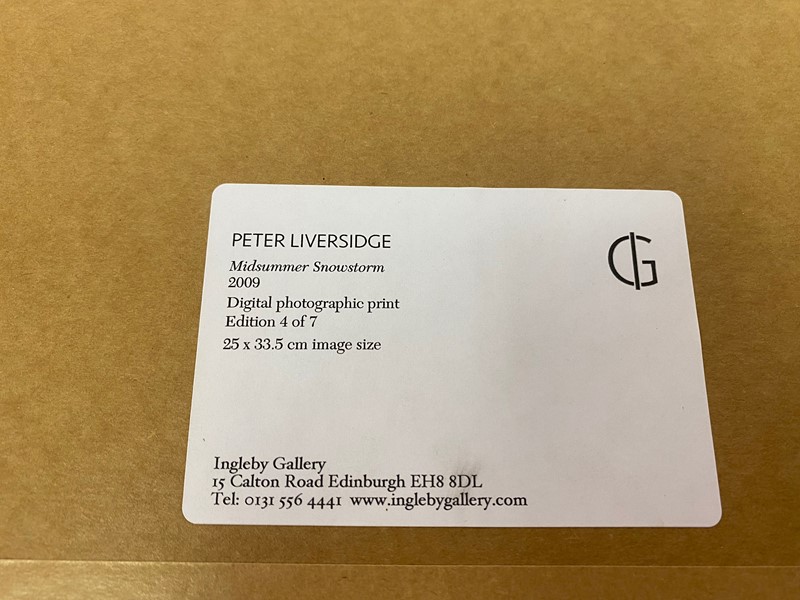 PETER LIVERSIDGE
IG
Midsummer Snowstorm
2009
Digital photographic print
Edition 4 of 7
25 x 33.5 cm image size
Ingleby Gallery
15 Calton Road Edinburgh EH8 8DL
Tel: 0131 556 4441 www.inglebygallery.com